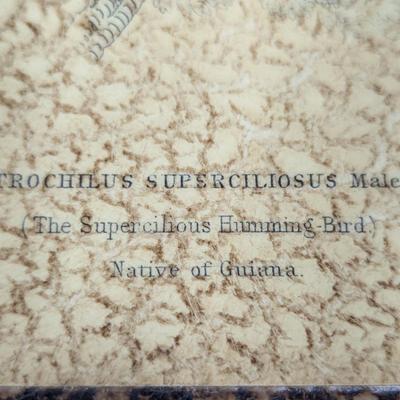 TROCHILUS SUPERCILIOSUS Male
(The Supercilious Humming-Bird)
Native of Guiana.